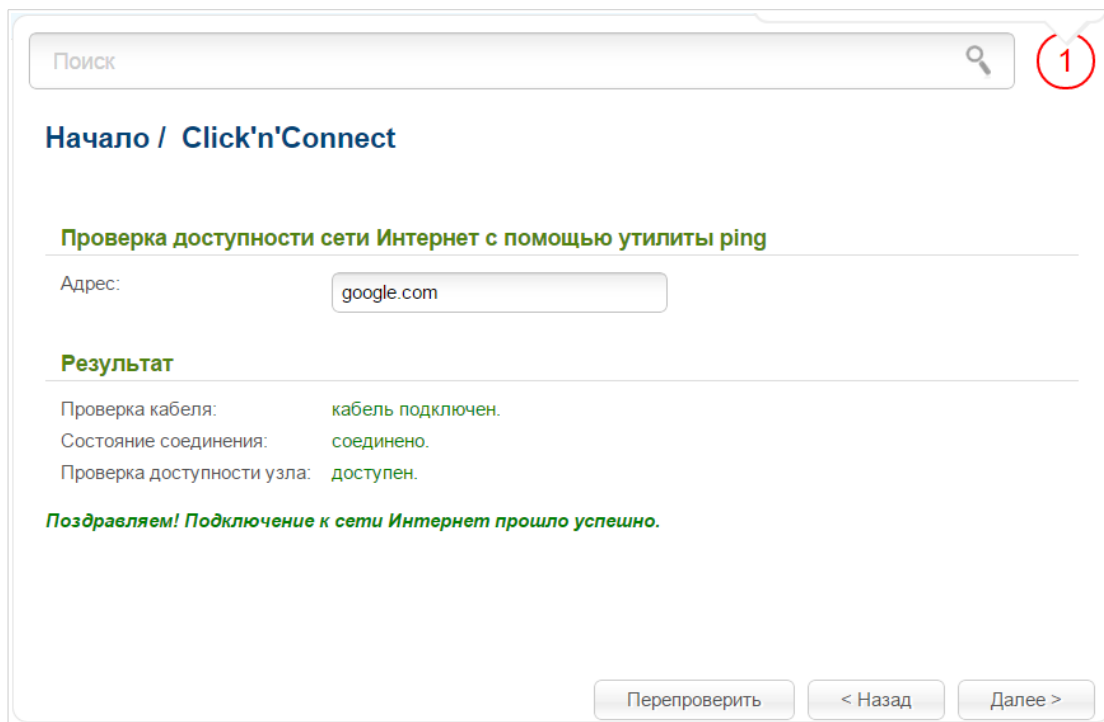 Поиск
1
Начало / Click'n'Connect
Проверка доступности сети Интернет с помощью утилиты ping
Адрес: google.com
Результат
Проверка кабеля: кабель подключен.
Состояние соединения: соединено.
Проверка доступности узла: доступен.
Поздравляем! Подключение к сети Интернет прошло успешно.
Перепроверить < Назад Далее >